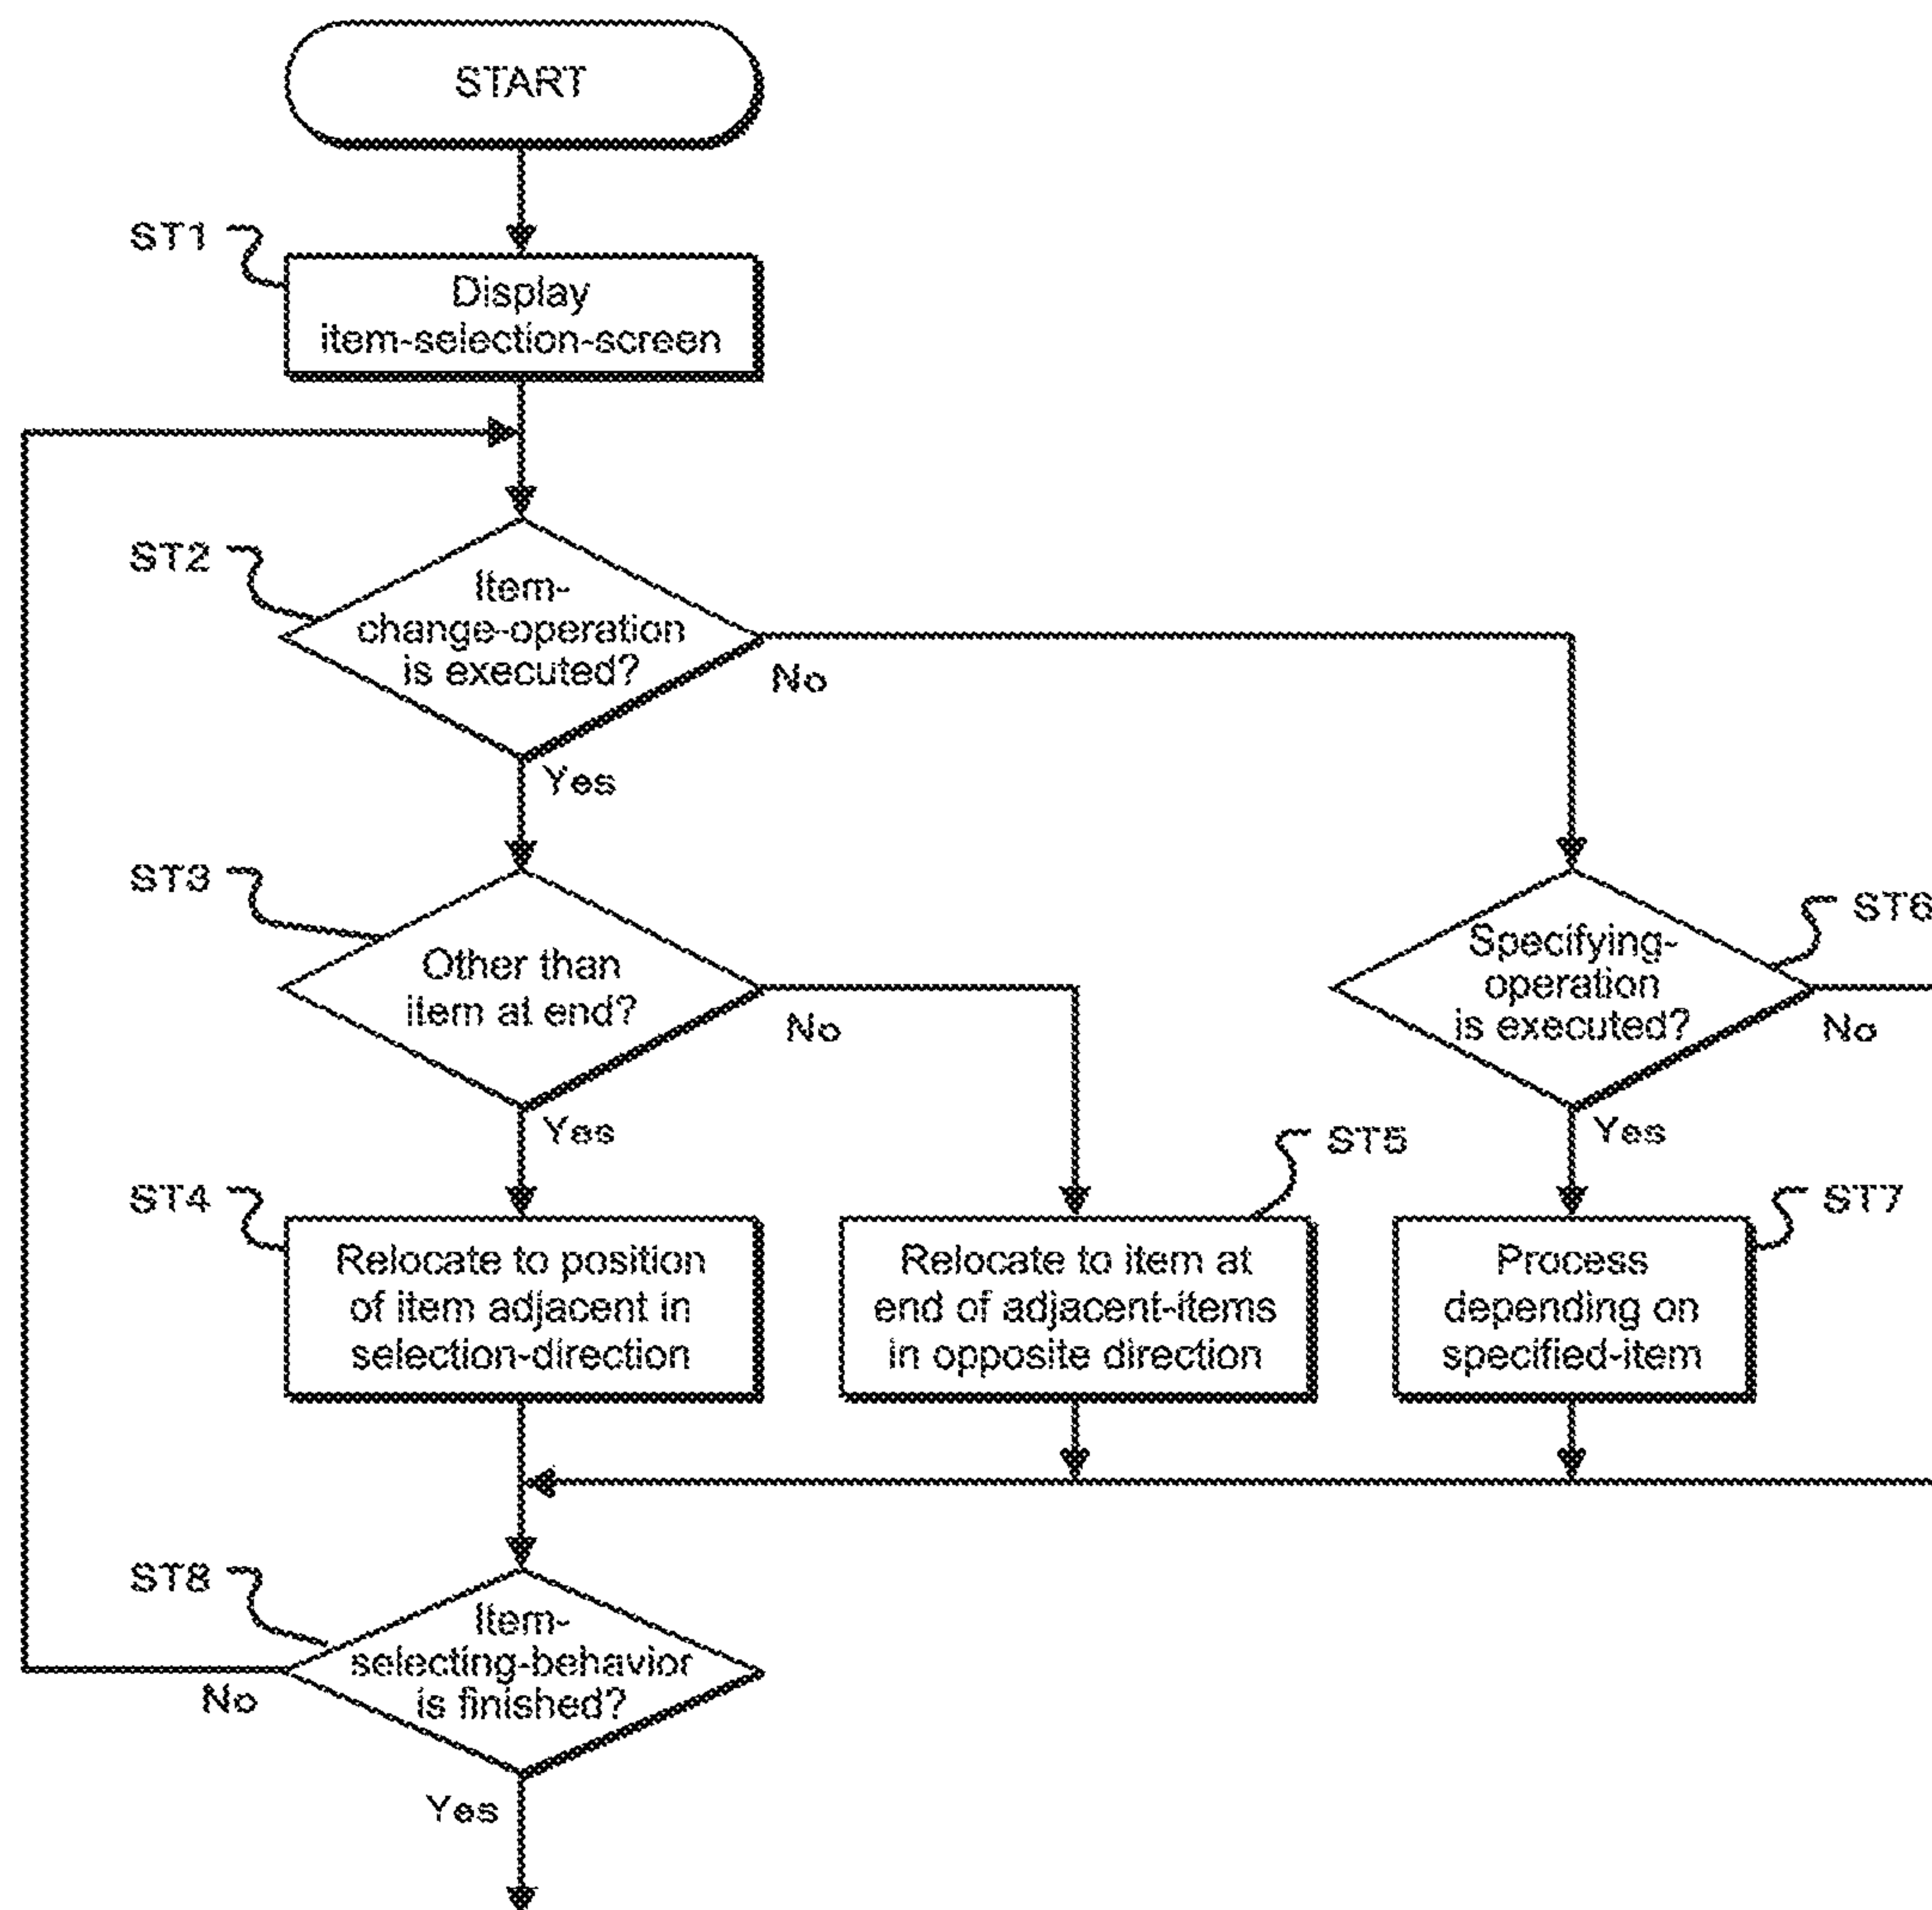 START
ST1
Display
item-selection-screen
ST2
Item-
change-operation
is executed?
No
Yes
ST3
Other than
item at end?
No
Yes
ST6
Specifying-
operation
is executed?
No
Yes
ST4
Relocate to position
of item adjacent in
selection-direction
ST5
Relocate to item at
end of adjacent-items
in opposite direction
ST7
Process
depending on
specified-item
ST8
Item-
selecting-behavior
is finished?
No
Yes